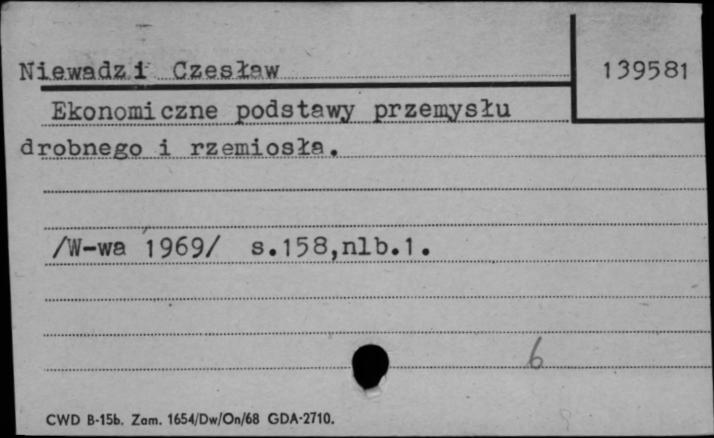 Niewadzi Czesław
139581
Ekonomiczne podstawy przemysłu
drobnego i rzemiosła.
/W-wa 1969/ s.158,nlb.1.
6
CWD B-15b. Zam. 1654/Dw/On/68 GDA-2710.